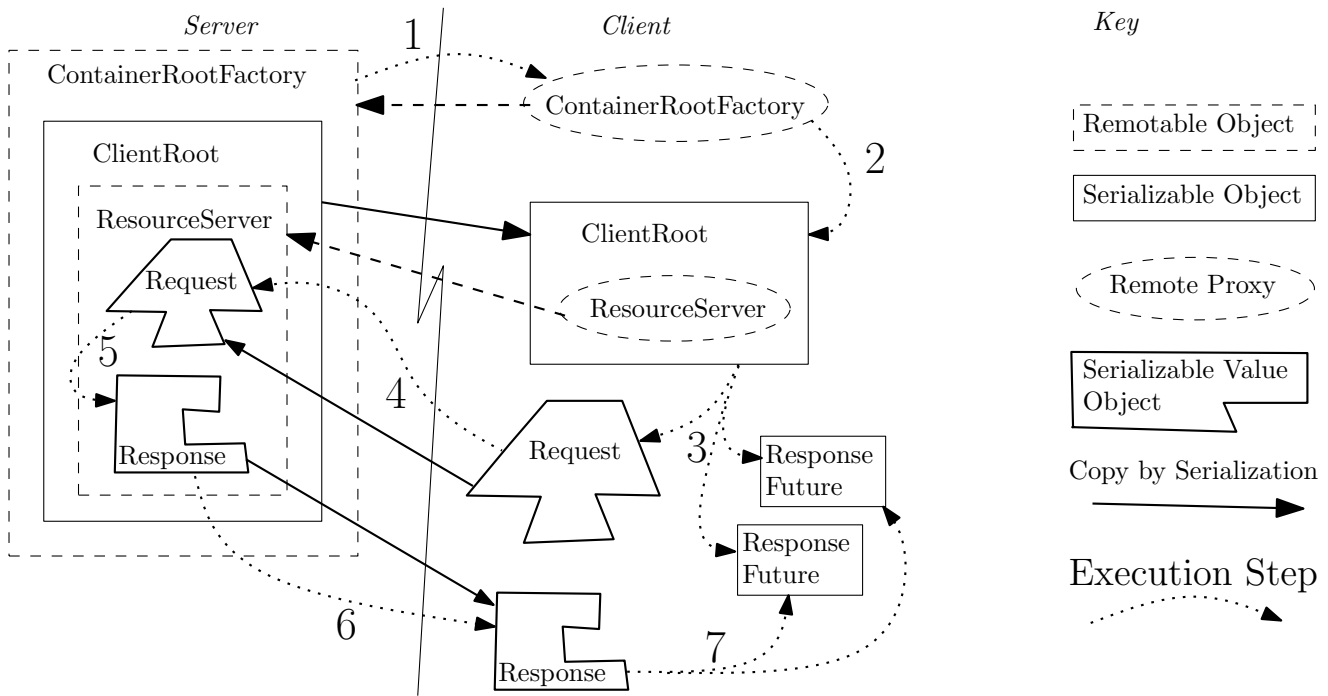 Server
Client
Key
1
ContainerRootFactory
ContainerRootFactory
2
Remotable Object
ClientRoot
Serializable Object
ResourceServer
ClientRoot
Request
ResourceServer
Remote Proxy
5
4
Serializable Value
Object
Response
Request
3
Response
Future
Copy by Serialization
Response
Future
Execution Step
6
7
Response